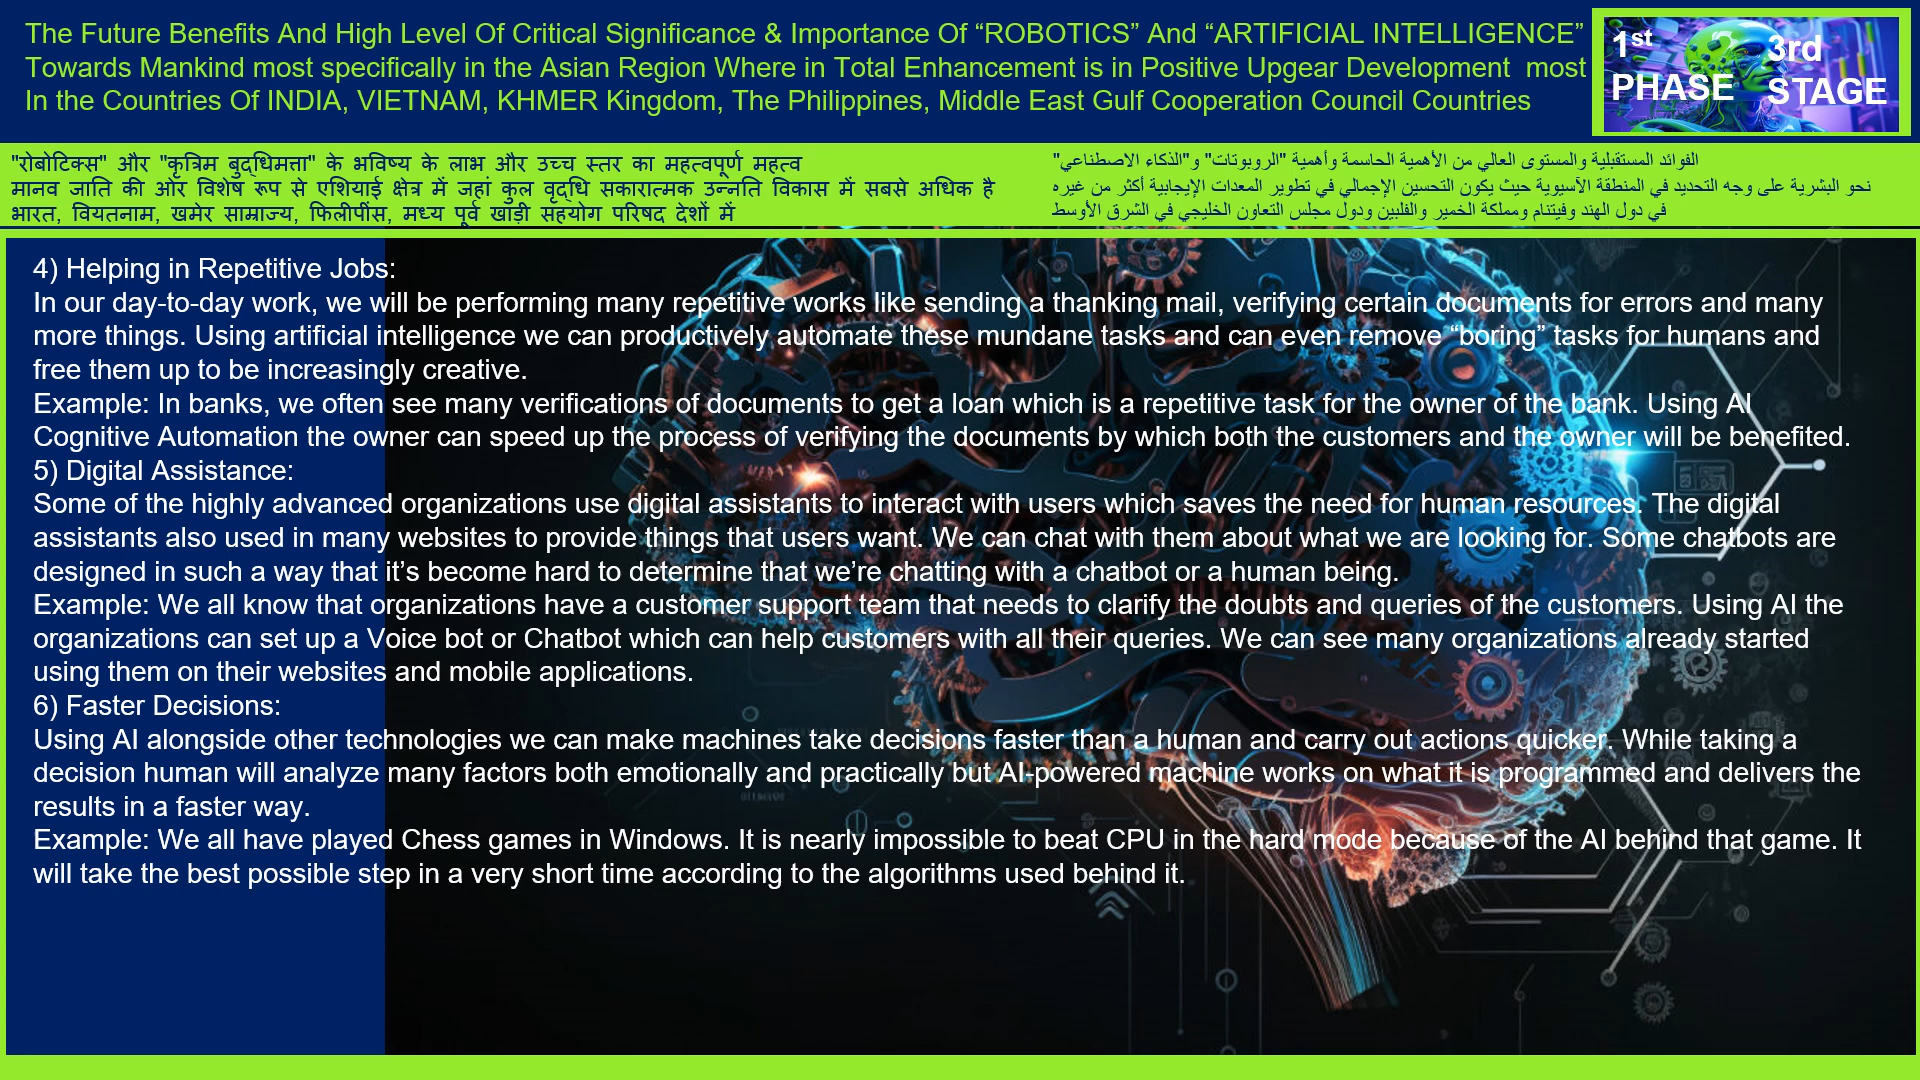 The Future Benefits And High Level Of Critical Significance & Importance Of “ROBOTICS” And “ARTIFICIAL INTELLIGENCE”
Towards Mankind most specifically in the Asian Region Where in Total Enhancement is in Positive Upgear Development  most
In the Countries Of INDIA, VIETNAM, KHMER Kingdom, The Philippines, Middle East Gulf Cooperation Council Countries
1st
PHASE
3rd
STAGE
"रोबोटिक्स" और "कृत्रिम बुद्धिमत्ता" के भविष्य के लाभ और उच्च स्तर का महत्वपूर्ण महत्व
मानव जाति की ओर विशेष रूप से एशियाई क्षेत्र में जहां कुल वृद्धि सकारात्मक उन्नति विकास में सबसे अधिक है
भारत, वियतनाम, खमेर साम्राज्य, फिलीपींस, मध्य पूर्व खाड़ी सहयोग परिषद देशों में
الفوائد المستقبلية والمستوى العالي من الأهمية الحاسمة وأهمية "الروبوتات" و"الذكاء الاصطناعي"
نحو البشرية على وجه التحديد في المنطقة الآسيوية حيث يكون التحسين الإجمالي في تطوير المعدات الإيجابية أكثر من غيره
في دول الهند وفيتنام ومملكة الخمير والفلبين ودول مجلس التعاون الخليجي في الشرق الأوسط
4) Helping in Repetitive Jobs:
In our day-to-day work, we will be performing many repetitive works like sending a thanking mail, verifying certain documents for errors and many
more things. Using artificial intelligence we can productively automate these mundane tasks and can even remove “boring” tasks for humans and
free them up to be increasingly creative.
Example: In banks, we often see many verifications of documents to get a loan which is a repetitive task for the owner of the bank. Using AI
Cognitive Automation the owner can speed up the process of verifying the documents by which both the customers and the owner will be benefited.
5) Digital Assistance:
Some of the highly advanced organizations use digital assistants to interact with users which saves the need for human resources. The digital
assistants also used in many websites to provide things that users want. We can chat with them about what we are looking for. Some chatbots are
designed in such a way that it’s become hard to determine that we’re chatting with a chatbot or a human being.
Example: We all know that organizations have a customer support team that needs to clarify the doubts and queries of the customers. Using AI the
organizations can set up a Voice bot or Chatbot which can help customers with all their queries. We can see many organizations already started
using them on their websites and mobile applications.
6) Faster Decisions:
Using AI alongside other technologies we can make machines take decisions faster than a human and carry out actions quicker. While taking a
decision human will analyze many factors both emotionally and practically but AI-powered machine works on what it is programmed and delivers the
results in a faster way.
Example: We all have played Chess games in Windows. It is nearly impossible to beat CPU in the hard mode because of the AI behind that game. It
will take the best possible step in a very short time according to the algorithms used behind it.